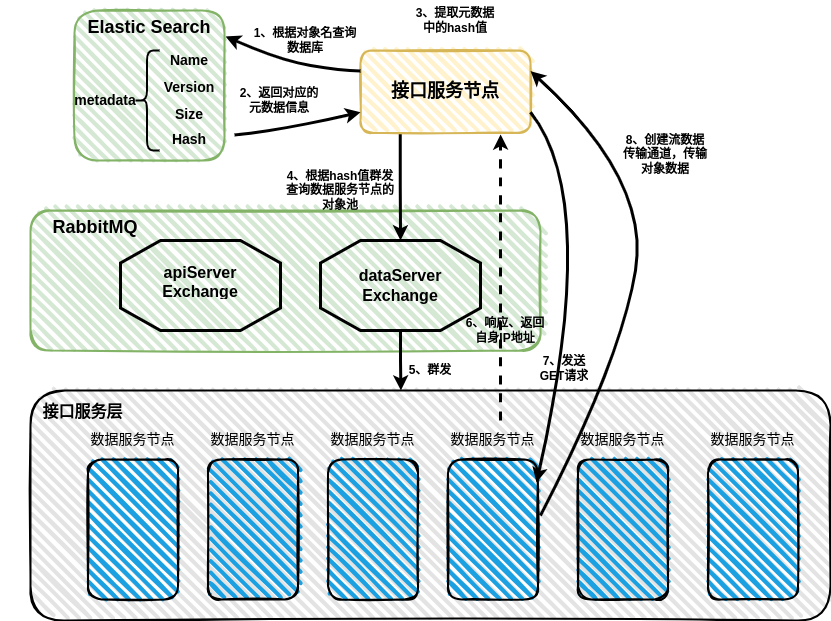 Elastic Search
metadata
Name
Version
Size
Hash
1、根据对象名查询
数据库
2、返回对应的
元数据信息
3、提取元数据
中的hash值
接口服务节点
8、创建流数据
传输通道，传输
对象数据
4、根据hash值群发
查询数据服务节点的
对象池
RabbitMQ
apiServer
Exchange
dataServer
Exchange
6、响应、返回
自身IP地址
5、群发
7、发送
GET请求
接口服务层
数据服务节点
数据服务节点
数据服务节点
数据服务节点
数据服务节点
数据服务节点